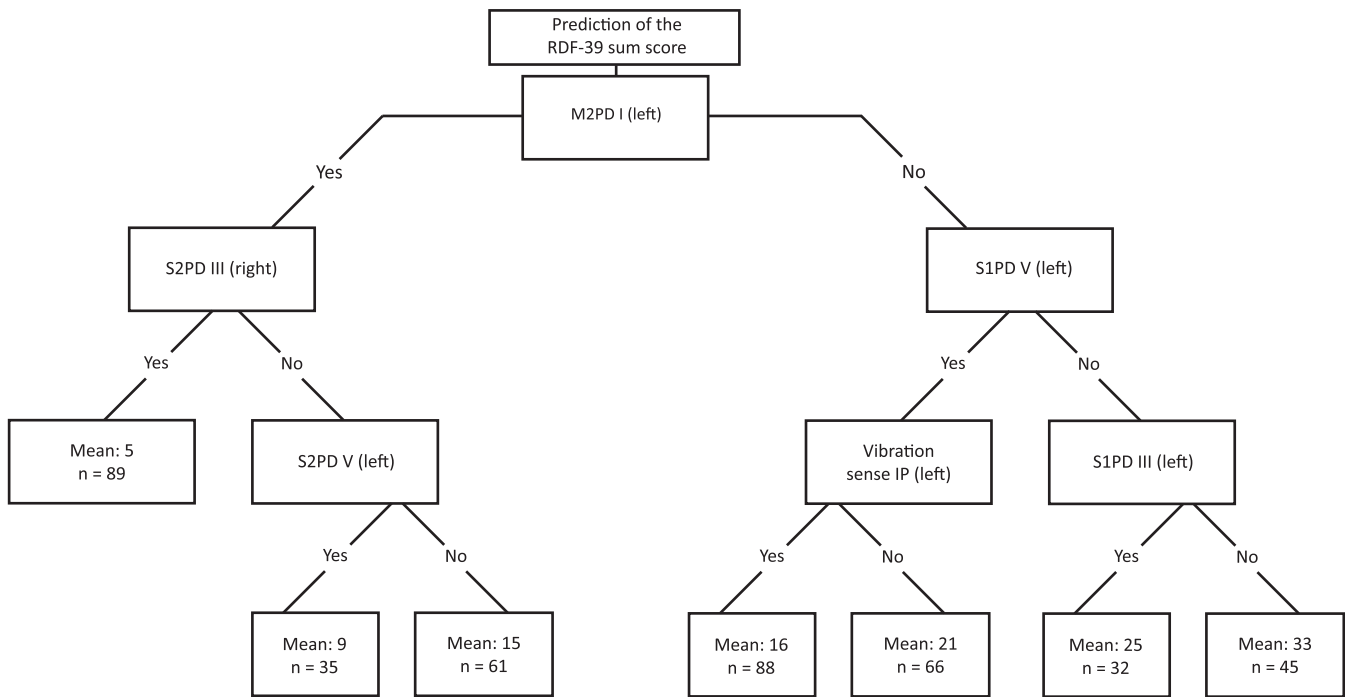 Prediction of the
RDF-39 sum score
M2PD I (left)
Yes
No
S2PD III (right)
S1PD V (left)
Yes
No
Yes
No
Mean: 5
n = 89
S2PD V (left)
Vibration
sense IP (left)
S1PD III (left)
Yes
No
Yes
No
Yes
No
Mean: 9
n = 35
Mean: 15
n = 61
Mean: 16
n = 88
Mean: 21
n = 66
Mean: 25
n = 32
Mean: 33
n = 45